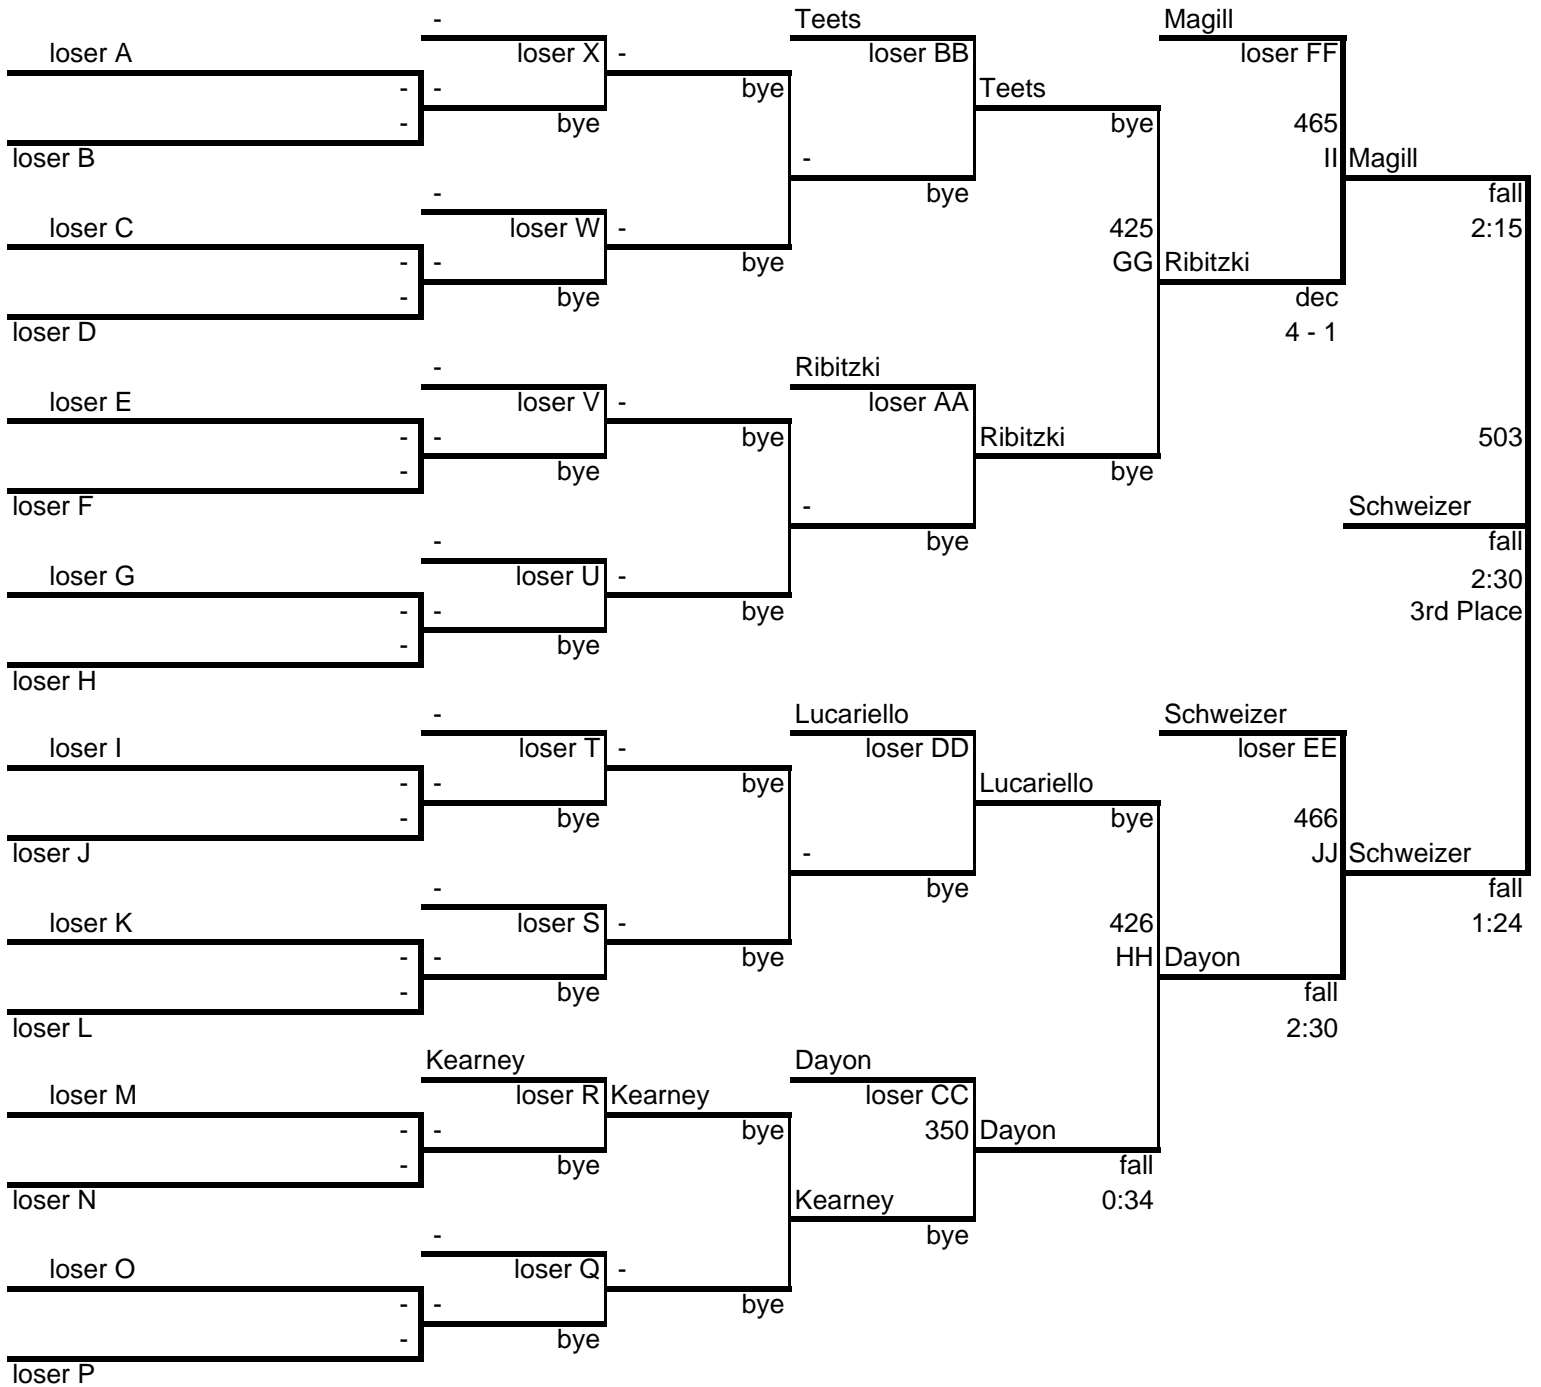 - Teets Magill
loser A loser X - loser BB loser FF
- - bye Teets
- bye bye 465
loser B - II Magill
- bye fall
loser C loser W - 425 2:15
- - bye GG Ribitzki
- bye dec
loser D 4 - 1
- Ribitzki
loser E loser V - loser AA
- - bye Ribitzki 503
- bye bye
loser F - Schweizer
- bye fall
loser G loser U - 2:30
- - bye 3rd Place
- bye
loser H
- Lucariello Schweizer
loser I loser T - loser DD loser EE
- - bye Lucariello
- bye bye 466
loser J - JJ Schweizer
- bye fall
loser K loser S - 426 1:24
- - bye HH Dayon
- bye fall
loser L 2:30
Kearney Dayon
loser M loser R Kearney loser CC
- - bye 350 Dayon
- bye fall
loser N Kearney 0:34
- bye
loser O loser Q -
- - bye
- bye
loser P